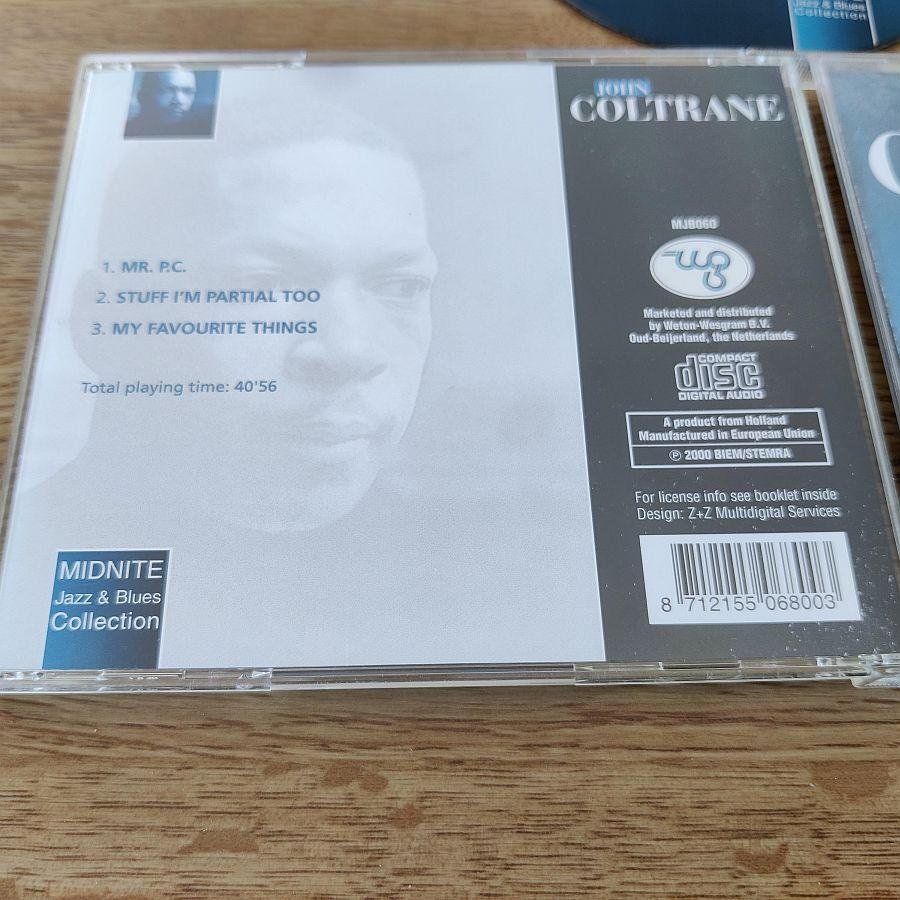 Jazz & Blues
Collection
JOHN
COLTRANE
MJB060
Marketed and distributed
by Weton-Wesgram B.V.
Oud-Beijerland, the Netherlands
COMPACT
disc
DIGITAL AUDIO
A product from Holland
Manufactured in European Union
℗ 2000 BIEM/STEMRA
For license info see booklet inside
Design: Z+Z Multidigital Services
8 712155 068003
1. MR. P.C.
2. STUFF I'M PARTIAL TOO
3. MY FAVOURITE THINGS
Total playing time: 40'56
MIDNITE
Jazz & Blues
Collection